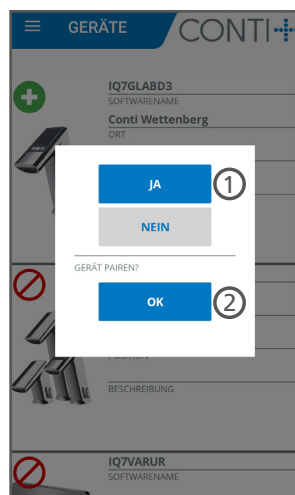 GERÄTE
CONTI+
IQ7GLABD3
SOFTWARENAME
Conti Wettenberg
ORT
JA
1
NEIN
GERÄT PAIREN?
OK
2
POSITION
BESCHREIBUNG
IQ7VARUR
SOFTWARENAME